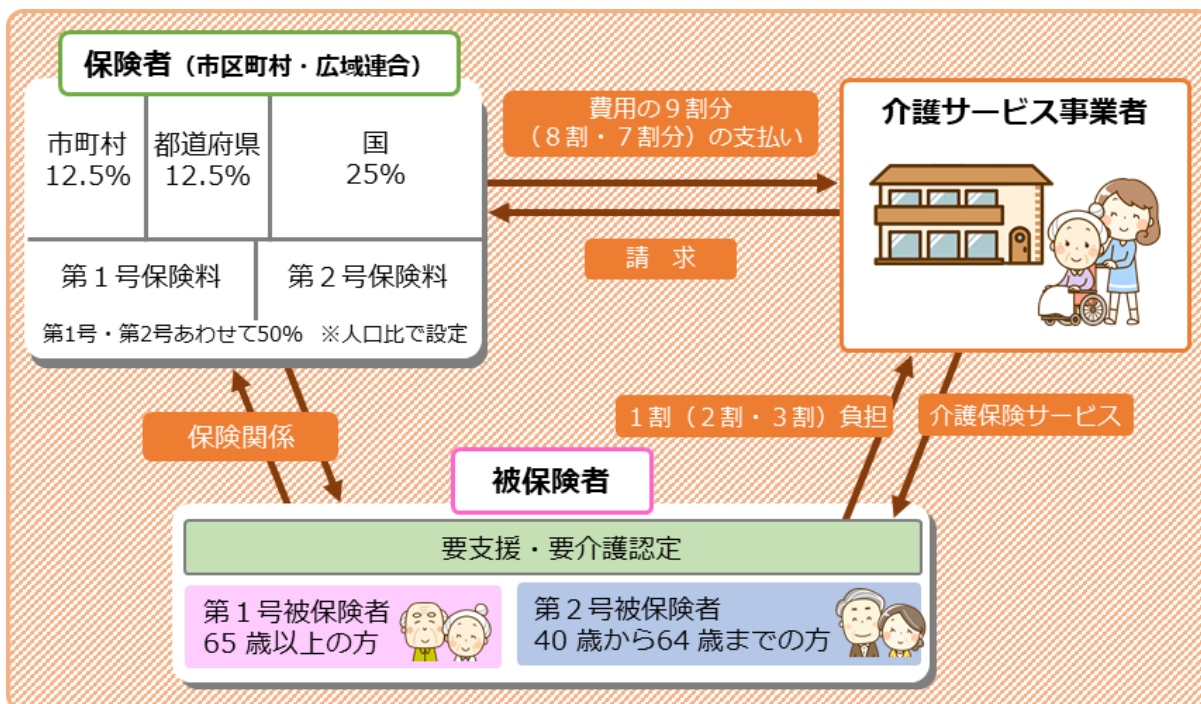 保険者（市区町村・広域連合）
市町村
12.5%
都道府県
12.5%
国
25%
第１号保険料
第２号保険料
第1号・第2号あわせて50%　※人口比で設定
費用の９割分
（８割・７割分）の支払い
請　求
介護サービス事業者
保険関係
１割（２割・３割）負担
介護保険サービス
被保険者
要支援・要介護認定
第１号被保険者
65 歳以上の方
第２号被保険者
40 歳から64 歳までの方